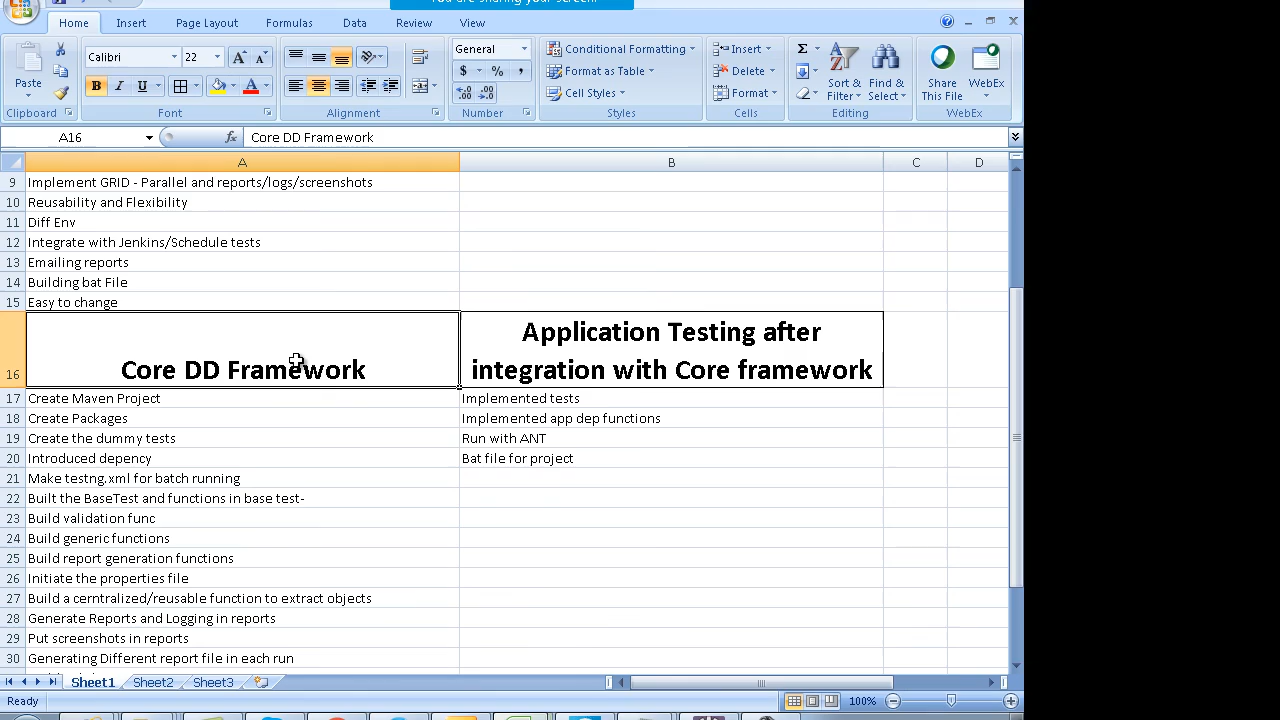 You are sharing your screen.
Home Insert Page Layout Formulas Data Review View
Calibri 22 General Conditional Formatting Insert Σ
Paste Format as Table Delete Sort & Filter Find & Select Share This File WebEx
B I U $ % , Cell Styles Format
Clipboard Font Alignment Number Styles Cells Editing WebEx
A16 fx Core DD Framework
A B C D
9 Implement GRID - Parallel and reports/logs/screenshots
10 Reusability and Flexibility
11 Diff Env
12 Integrate with Jenkins/Schedule tests
13 Emailing reports
14 Building bat File
15 Easy to change
16 Core DD Framework Application Testing after integration with Core framework
17 Create Maven Project Implemented tests
18 Create Packages Implemented app dep functions
19 Create the dummy tests Run with ANT
20 Introduced depency Bat file for project
21 Make testng.xml for batch running
22 Built the BaseTest and functions in base test-
23 Build validation func
24 Build generic functions
25 Build report generation functions
26 Initiate the properties file
27 Build a cerntralized/reusable function to extract objects
28 Generate Reports and Logging in reports
29 Put screenshots in reports
30 Generating Different report file in each run
Sheet1 Sheet2 Sheet3
Ready 100%